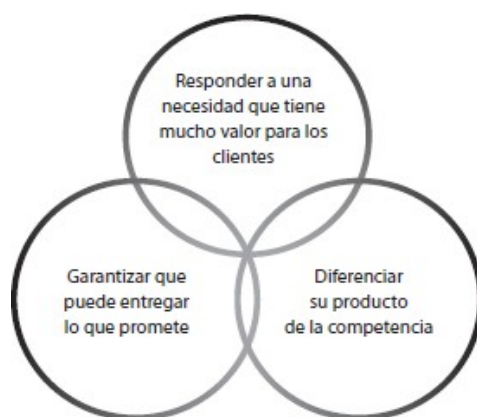 Responder a una
necesidad que tiene
mucho valor para los
clientes
Garantizar que
puede entregar
lo que promete
Diferenciar
su producto
de la competencia